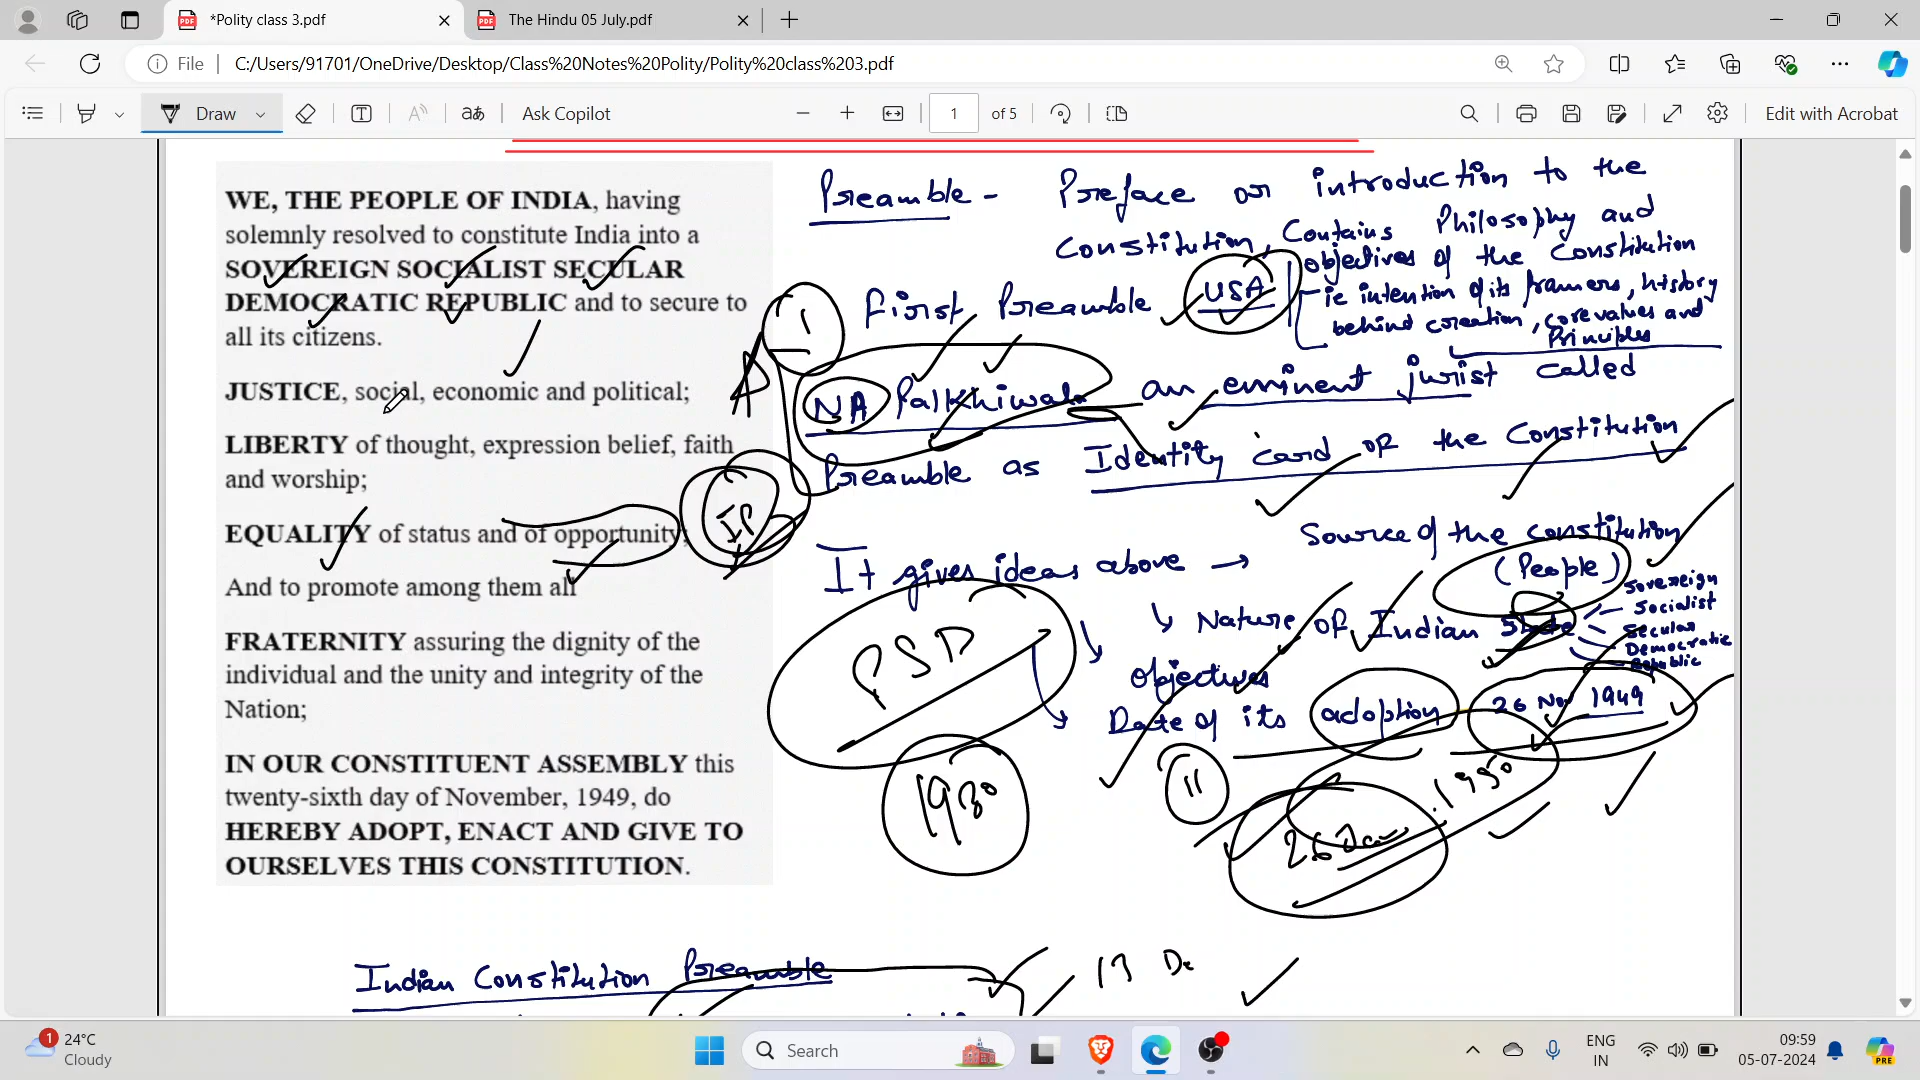 *Polity class 3.pdf
The Hindu 05 July.pdf
File
C:/Users/91701/OneDrive/Desktop/Class%20Notes%20Polity/Polity%20class%203.pdf
Draw
Ask Copilot
1 of 5
Edit with Acrobat
WE, THE PEOPLE OF INDIA, having
solemnly resolved to constitute India into a
SOVEREIGN SOCIALIST SECULAR
DEMOCRATIC REPUBLIC and to secure to
all its citizens.
JUSTICE, social, economic and political;
LIBERTY of thought, expression belief, faith
and worship;
EQUALITY of status and of opportunity;
And to promote among them all
FRATERNITY assuring the dignity of the
individual and the unity and integrity of the
Nation;
IN OUR CONSTITUENT ASSEMBLY this
twenty-sixth day of November, 1949, do
HEREBY ADOPT, ENACT AND GIVE TO
OURSELVES THIS CONSTITUTION.
Preamble - Preface or introduction to the
Constitution, Contains Philosophy and
objectives of the Constitution
ie intention of its framers, history
behind creation, core values and
Principles
First Preamble USA
NA Palkhiwala an eminent jurist called
Preamble as Identity card of the Constitution
It gives ideas above → Source of the constitution
(People)
Nature of Indian State
Sovereign
Socialist
Secular
Democratic
Republic
objectives
Date of its adoption 26 Nov 1949
PSD
1930
11
1930
Indian Constitution Preamble
13 De
24°C
Cloudy
1
Search
ENG
IN
09:59
05-07-2024
PRE